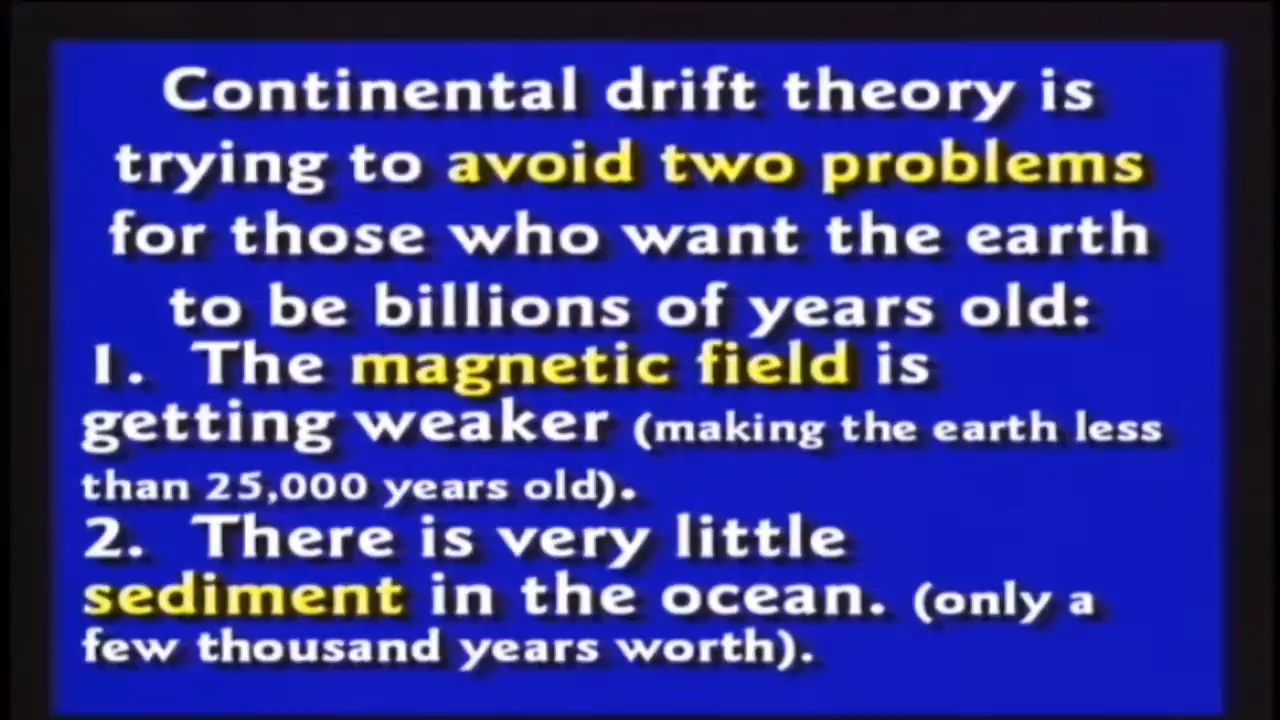 Continental drift theory is
trying to avoid two problems
for those who want the earth
to be billions of years old:
1. The magnetic field is
getting weaker (making the earth less
than 25,000 years old).
2. There is very little
sediment in the ocean. (only a
few thousand years worth).